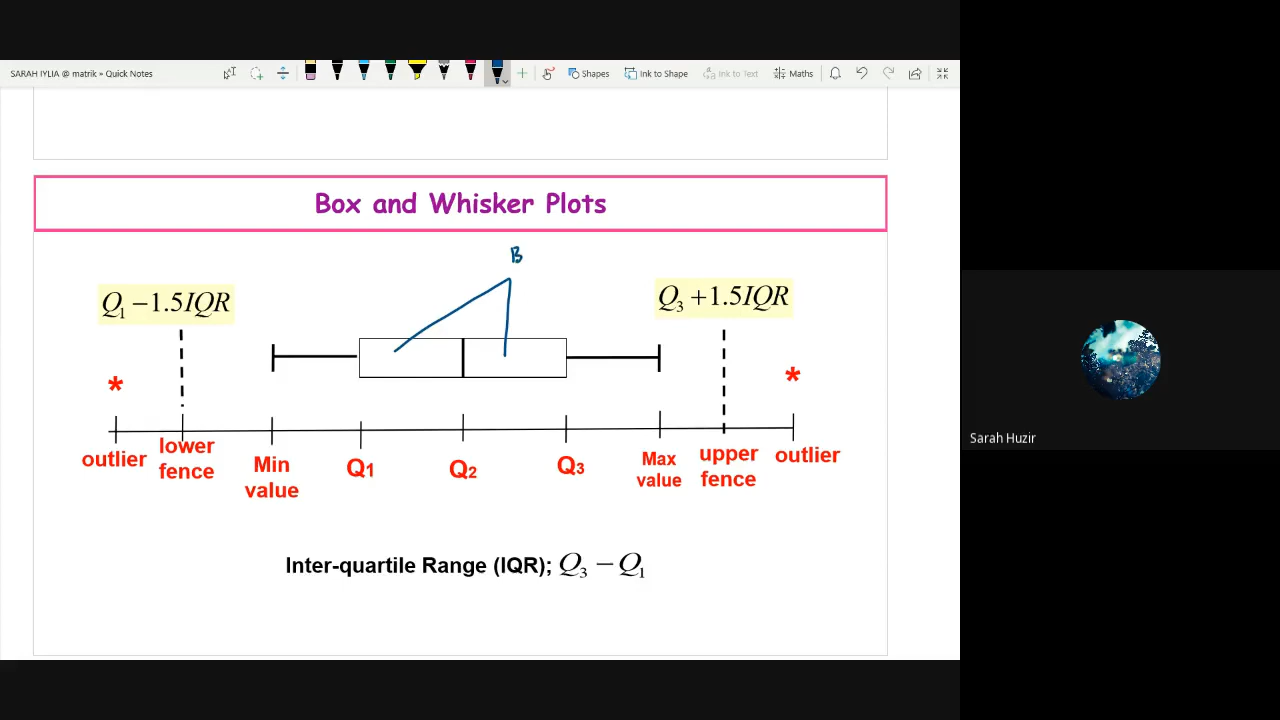 SARAH IYLIA @ matrik » Quick Notes
Shapes
Ink to Shape
Ink to Text
Maths
Box and Whisker Plots
B
Q₁ − 1.5IQR
Q₃ + 1.5IQR
*
*
outlier
lower fence
Min value
Q1
Q2
Q3
Max value
upper fence
outlier
Inter-quartile Range (IQR); Q₃ − Q₁
Sarah Huzir